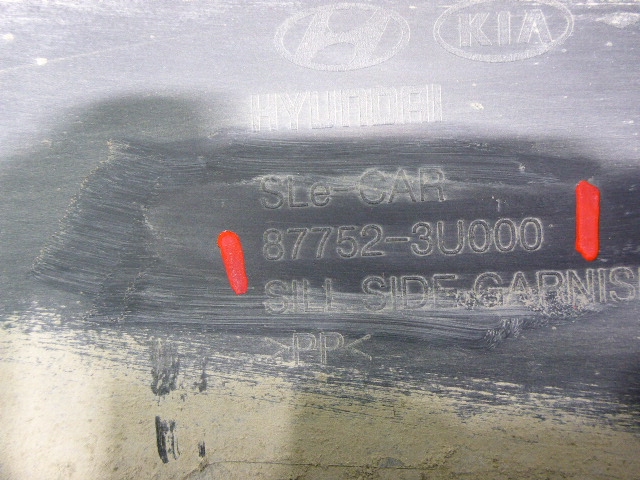 KIA
HYUNDAI
SLe-CAR
87752-3U000
SILL SIDE GARNIS
>PP<